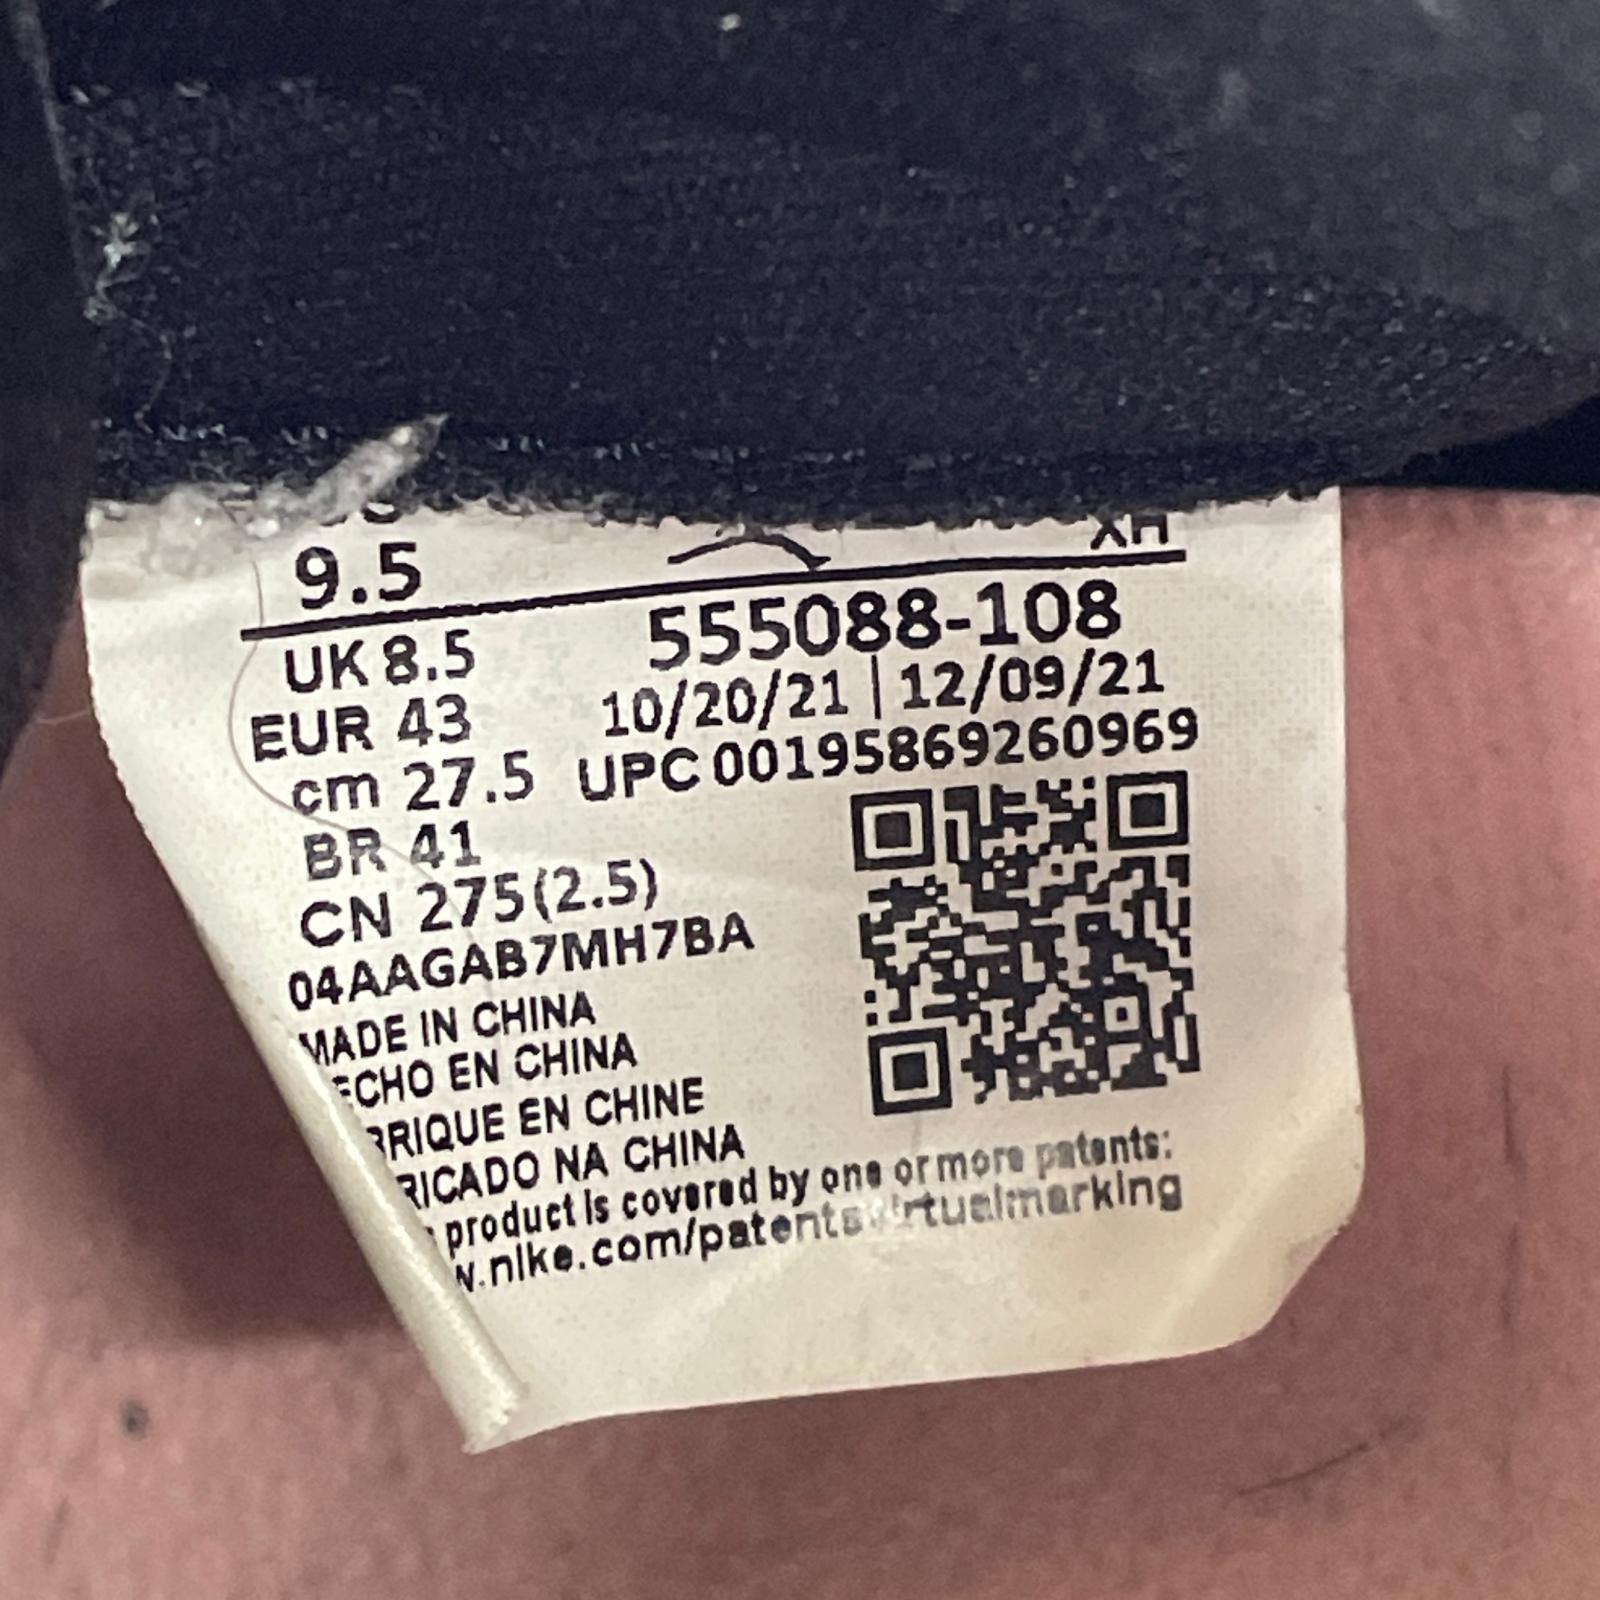 9.5
XH
UK 8.5
555088-108
EUR 43
10/20/21 | 12/09/21
cm 27.5
UPC 00195869260969
BR 41
CN 275(2.5)
04AAGAB7MH7BA
MADE IN CHINA
ECHO EN CHINA
BRIQUE EN CHINE
RICADO NA CHINA
product is covered by one or more patents:
w.nike.com/patentsvirtualmarking